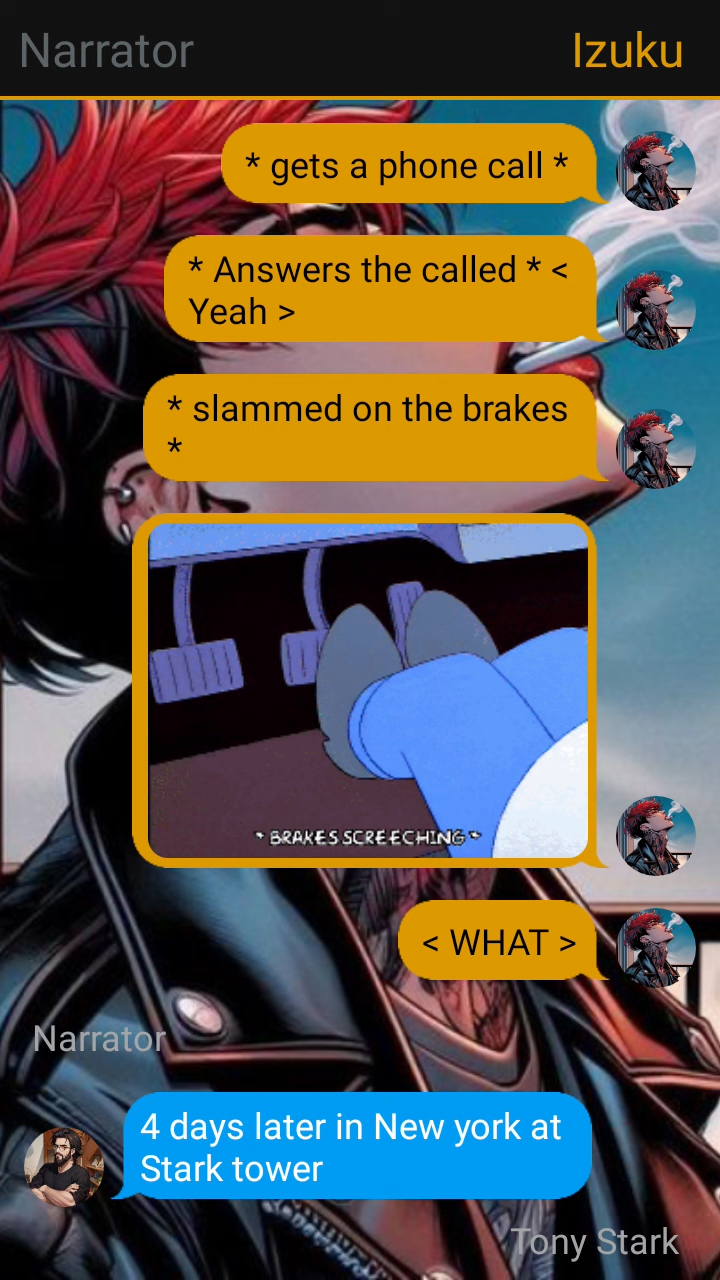 Narrator
Izuku
* gets a phone call *
* Answers the called * <
Yeah >
* slammed on the brakes
*
* BRAKES SCREECHING *
< WHAT >
Narrator
4 days later in New york at
Stark tower
Tony Stark